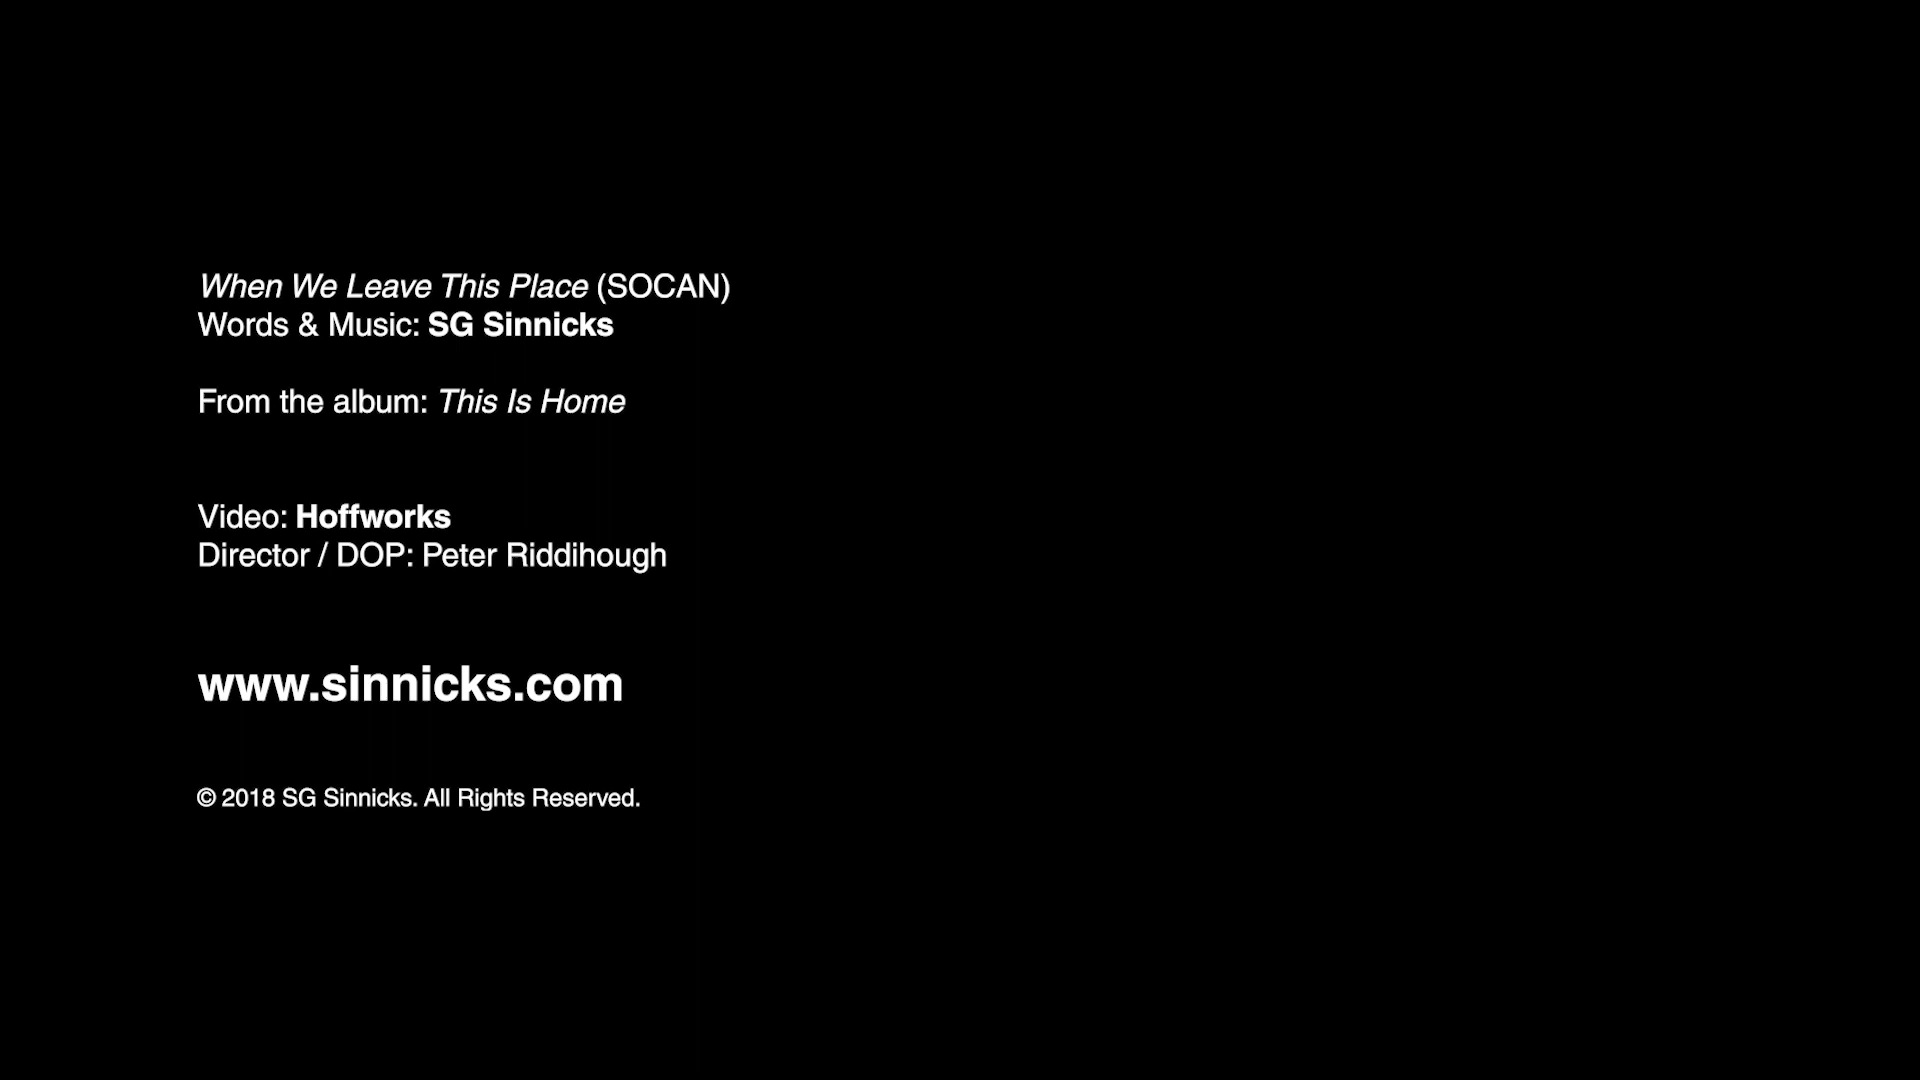 When We Leave This Place (SOCAN)
Words & Music: SG Sinnicks
From the album: This Is Home
Video: Hoffworks
Director / DOP: Peter Riddihough
www.sinnicks.com
© 2018 SG Sinnicks. All Rights Reserved.